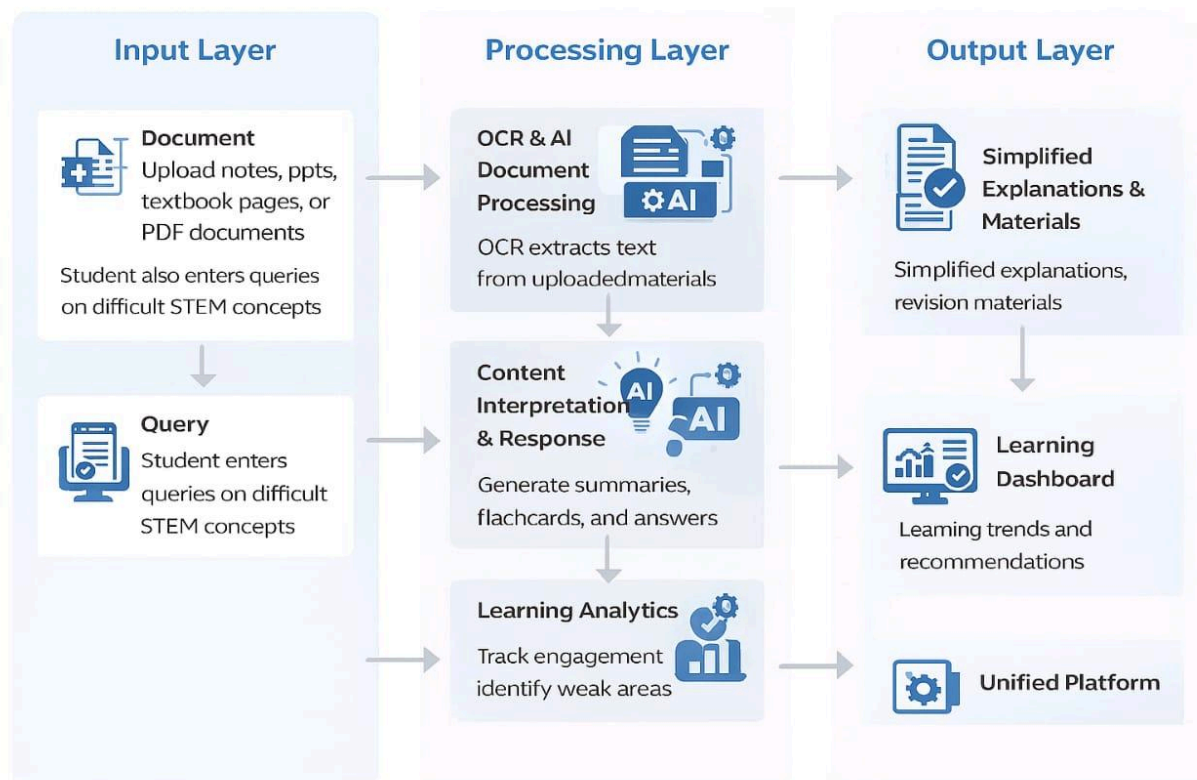 Input Layer
Document
Upload notes, ppts,
textbook pages, or
PDF documents
Student also enters queries
on difficult STEM concepts
Query
Student enters
queries on difficult
STEM concepts
Processing Layer
OCR & AI
Document
Processing
AI
OCR extracts text
from uploadedmaterials
Content
Interpretation
& Response
AI
AI
Generate summaries,
flachcards, and answers
Learning Analytics
Track engagement
identify weak areas
Output Layer
Simplified
Explanations &
Materials
Simplified explanations,
revision materials
Learning
Dashboard
Leaming trends and
recommendations
Unified Platform